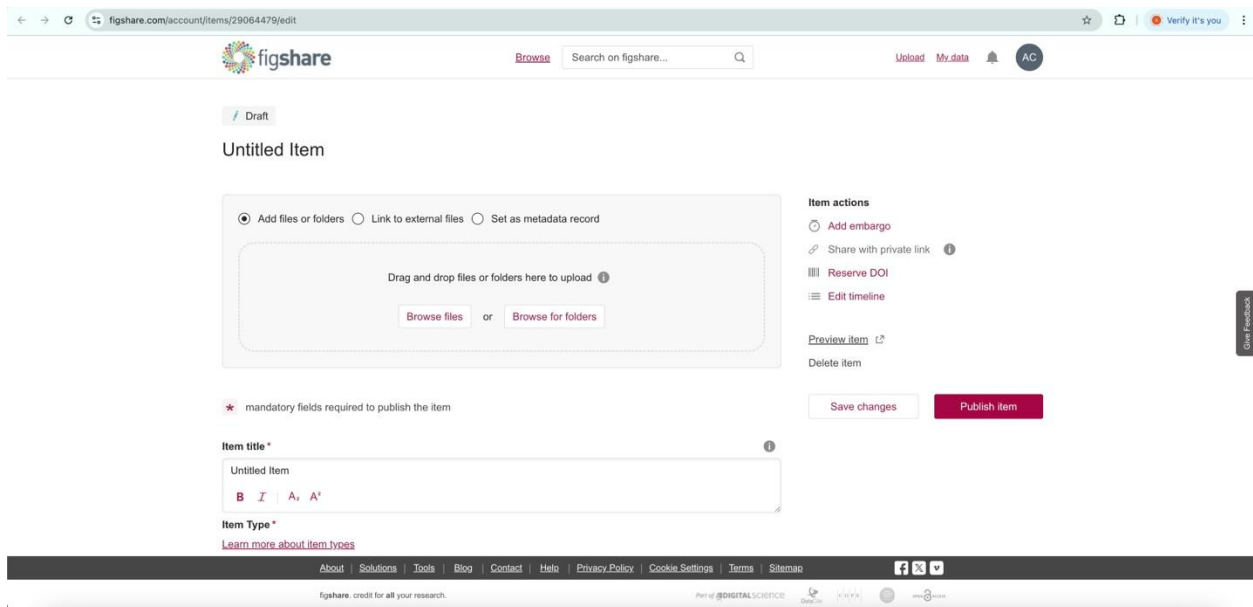 figshare.com/account/items/29064479/edit
Verify it's you
figshare
Browse
Search on figshare...
Upload
My data
AC
Draft
Untitled Item
Add files or folders
Link to external files
Set as metadata record
Drag and drop files or folders here to upload
Browse files
or
Browse for folders
Item actions
Add embargo
Share with private link
Reserve DOI
Edit timeline
Preview item
Delete item
* mandatory fields required to publish the item
Save changes
Publish item
Item title *
Untitled Item
B I A₂ A²
Item Type *
Learn more about item types
Give Feedback
About | Solutions | Tools | Blog | Contact | Help | Privacy Policy | Cookie Settings | Terms | Sitemap
figshare. credit for all your research.
Part of DIGITALSCIENCE
DataCite
COPE